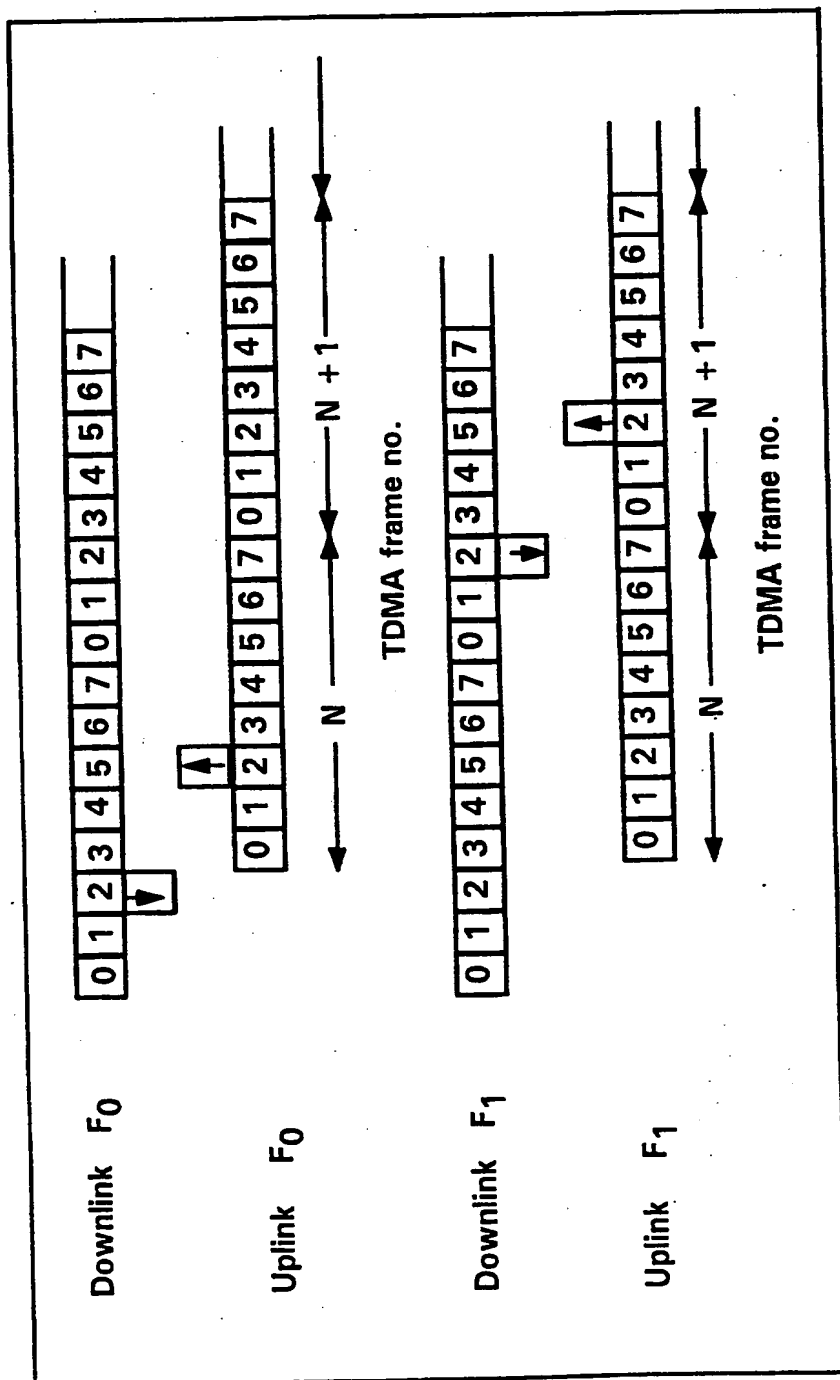 Downlink F0 0 1 2 3 4 5 6 7 0 1 2 3 4 5 6 7
Uplink F0 0 1 2 3 4 5 6 7 0 1 2 3 4 5 6 7
N N + 1
TDMA frame no.
Downlink F1 0 1 2 3 4 5 6 7 0 1 2 3 4 5 6 7
Uplink F1 0 1 2 3 4 5 6 7 0 1 2 3 4 5 6 7
N N + 1
TDMA frame no.